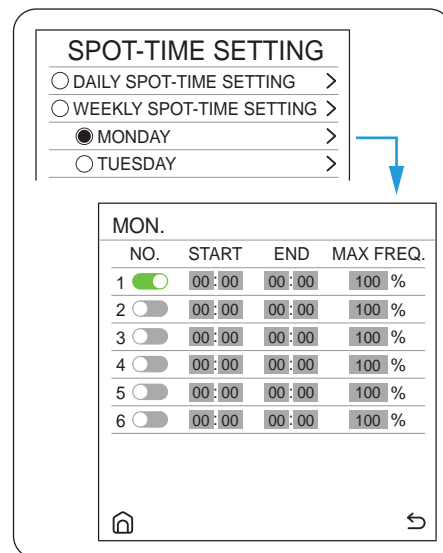 SPOT-TIME SETTING
DAILY SPOT-TIME SETTING >
WEEKLY SPOT-TIME SETTING >
MONDAY >
TUESDAY >
MON.
NO. START END MAX FREQ.
1 00:00 00:00 100 %
2 00:00 00:00 100 %
3 00:00 00:00 100 %
4 00:00 00:00 100 %
5 00:00 00:00 100 %
6 00:00 00:00 100 %